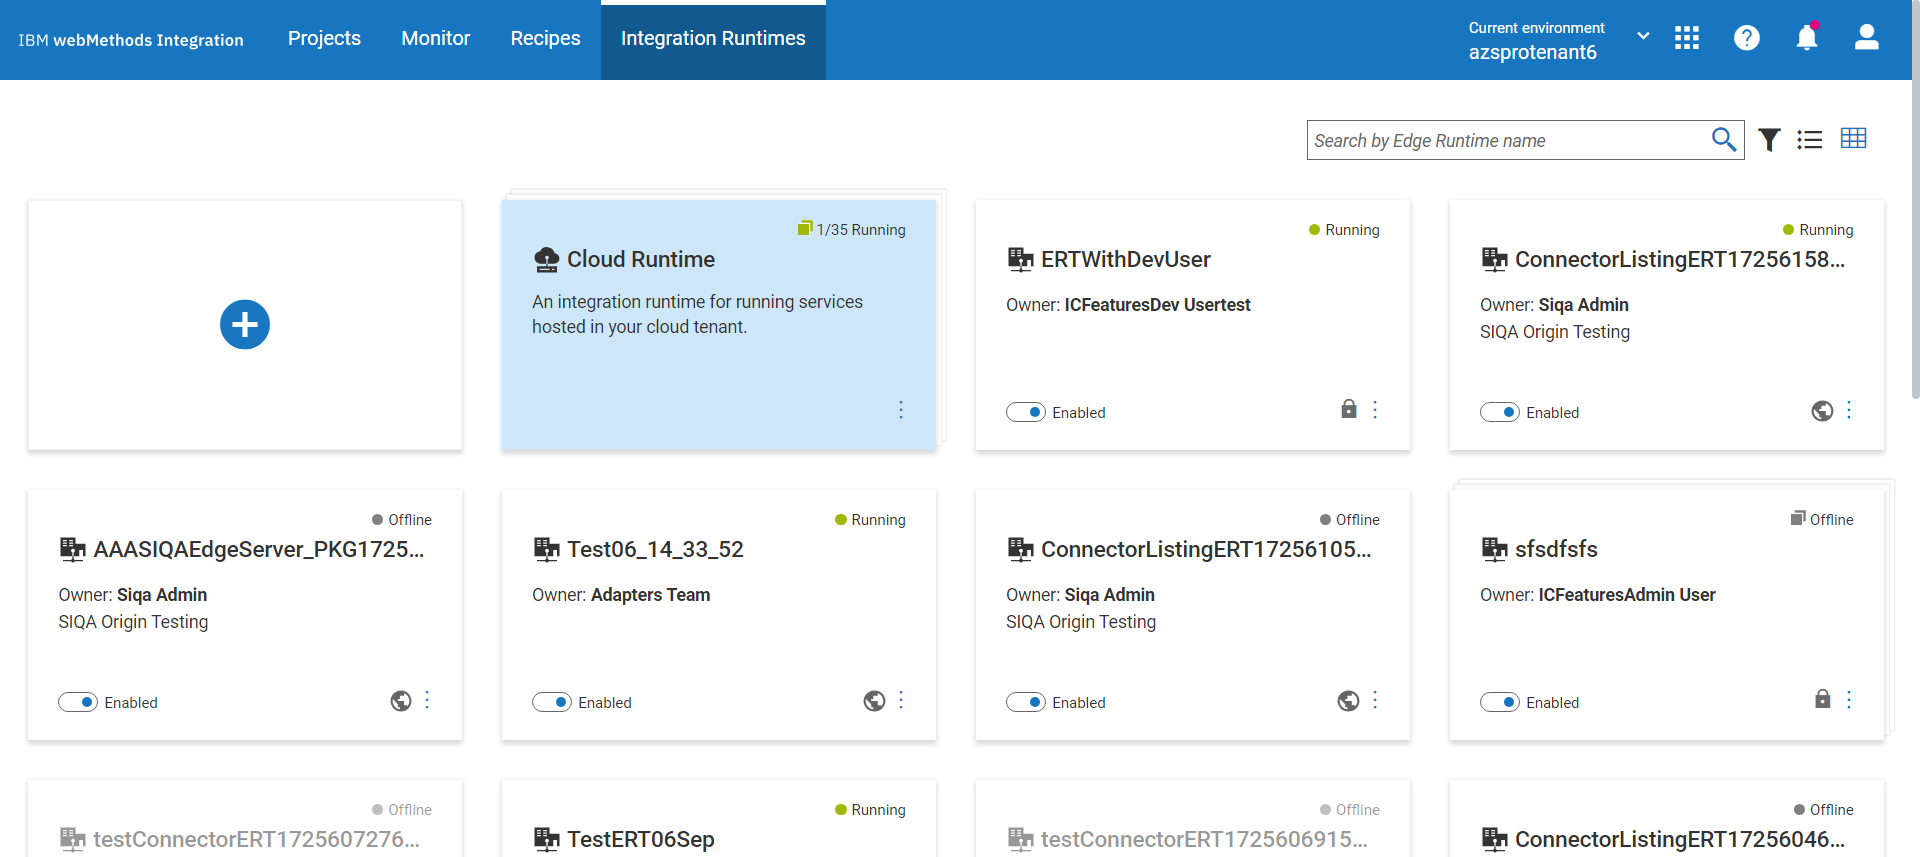 IBM webMethods Integration
Projects
Monitor
Recipes
Integration Runtimes
Current environment
azsprotenant6
Search by Edge Runtime name
1/35 Running
Cloud Runtime
An integration runtime for running services
hosted in your cloud tenant.
Running
ERTWithDevUser
Owner: ICFeaturesDev Usertest
Enabled
Running
ConnectorListingERT17256158...
Owner: Siqa Admin
SIQA Origin Testing
Enabled
Offline
AAASIQAEdgeServer_PKG1725...
Owner: Siqa Admin
SIQA Origin Testing
Enabled
Running
Test06_14_33_52
Owner: Adapters Team
Enabled
Offline
ConnectorListingERT17256105...
Owner: Siqa Admin
SIQA Origin Testing
Enabled
Offline
sfsdfsfs
Owner: ICFeaturesAdmin User
Enabled
Offline
testConnectorERT1725607276...
Running
TestERT06Sep
Offline
testConnectorERT1725606915...
Offline
ConnectorListingERT17256046...